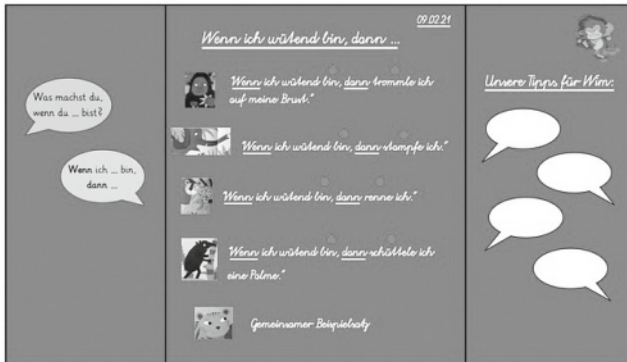 Was machst du,
wenn du ... bist?
Wenn ich ... bin,
dann ...
09.02.21
Wenn ich wütend bin, dann ...
"Wenn ich wütend bin, dann trommle ich
auf meine Brust."
"Wenn ich wütend bin, dann stampfe ich."
"Wenn ich wütend bin, dann renne ich."
"Wenn ich wütend bin, dann schüttele ich
eine Palme."
Gemeinsamer Beispielsatz
Unsere Tipps für Wim: